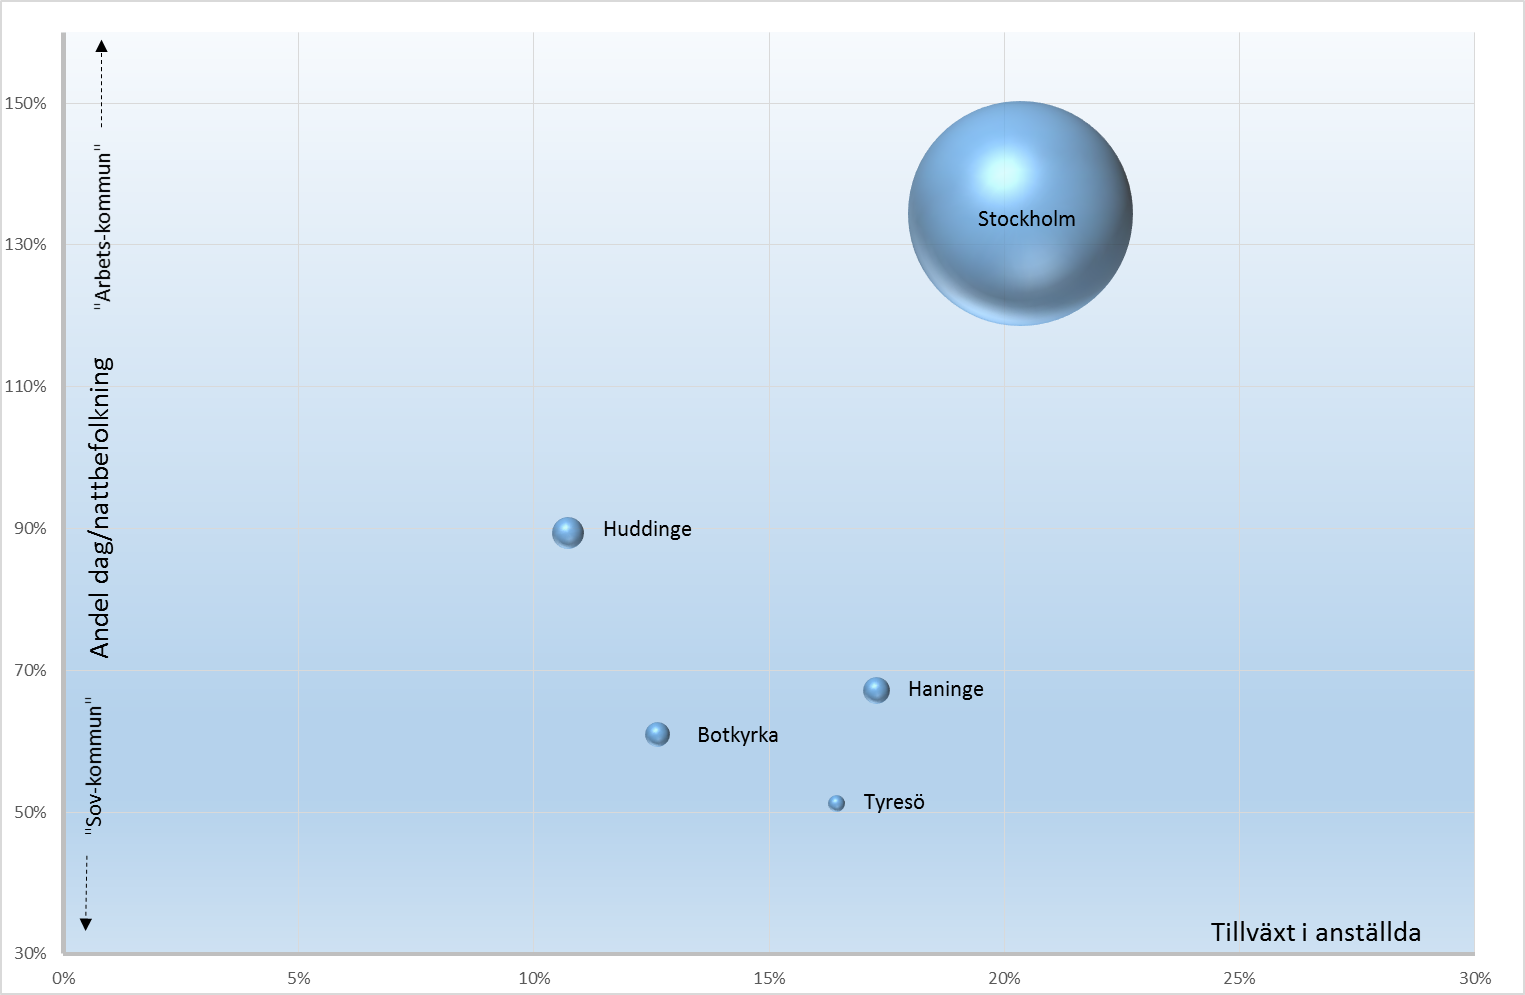 150%
130%
110%
90%
70%
50%
30%
"Arbets-kommun"
Andel dag/nattbefolkning
"Sov-kommun"
Stockholm
Huddinge
Haninge
Botkyrka
Tyresö
Tillväxt i anställda
0%
5%
10%
15%
20%
25%
30%